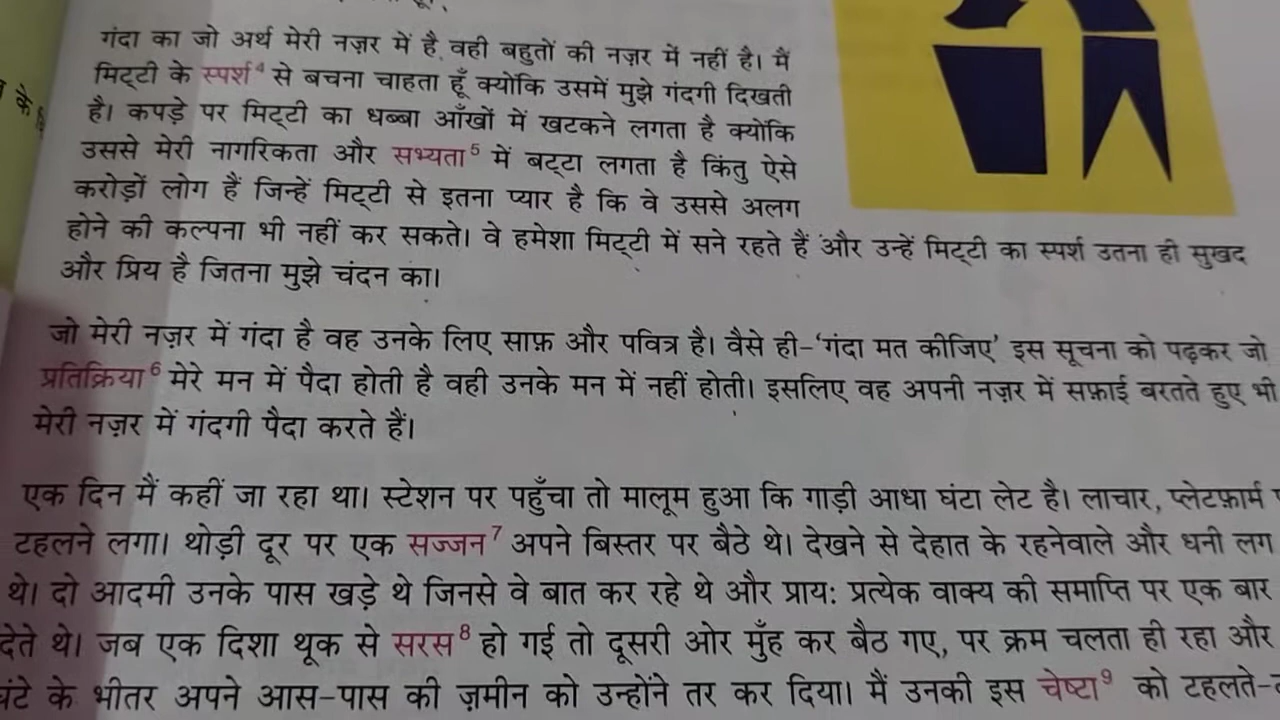 गंदा का जो अर्थ मेरी नज़र में है, वही बहुतों की नज़र में नहीं है। मैं
मिट्टी के स्पर्श⁴ से बचना चाहता हूँ क्योंकि उसमें मुझे गंदगी दिखती
है। कपड़े पर मिट्टी का धब्बा आँखों में खटकने लगता है क्योंकि
उससे मेरी नागरिकता और सभ्यता⁵ में बट्टा लगता है किंतु ऐसे
करोड़ों लोग हैं जिन्हें मिट्टी से इतना प्यार है कि वे उससे अलग
होने की कल्पना भी नहीं कर सकते। वे हमेशा मिट्टी में सने रहते हैं और उन्हें मिट्टी का स्पर्श उतना ही सुखद
और प्रिय है जितना मुझे चंदन का।
जो मेरी नज़र में गंदा है वह उनके लिए साफ़ और पवित्र है। वैसे ही–‘गंदा मत कीजिए’ इस सूचना को पढ़कर जो
प्रतिक्रिया⁶ मेरे मन में पैदा होती है वही उनके मन में नहीं होती। इसलिए वह अपनी नज़र में सफ़ाई बरतते हुए भी
मेरी नज़र में गंदगी पैदा करते हैं।
एक दिन मैं कहीं जा रहा था। स्टेशन पर पहुँचा तो मालूम हुआ कि गाड़ी आधा घंटा लेट है। लाचार, प्लेटफ़ार्म
टहलने लगा। थोड़ी दूर पर एक सज्जन⁷ अपने बिस्तर पर बैठे थे। देखने से देहात के रहनेवाले और धनी लग
थे। दो आदमी उनके पास खड़े थे जिनसे वे बात कर रहे थे और प्राय: प्रत्येक वाक्य की समाप्ति पर एक बार
देते थे। जब एक दिशा थूक से सरस⁸ हो गई तो दूसरी ओर मुँह कर बैठ गए, पर क्रम चलता ही रहा और
के भीतर अपने आस-पास की ज़मीन को उन्होंने तर कर दिया। मैं उनकी इस चेष्टा⁹ को टहलते-